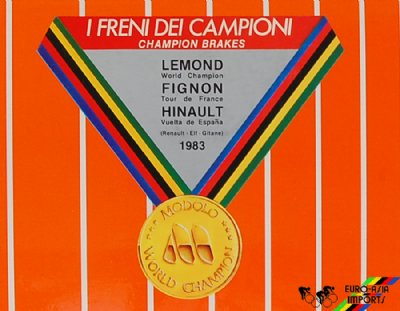 I FRENI DEI CAMPIONI
CHAMPION BRAKES
LEMOND
World Champion
FIGNON
Tour de France
HINAULT
Vuelta de España
(Renault - Elf - Gitane)
1983
MODOLO
WORLD CHAMPION
EURO-ASIA
IMPORTS